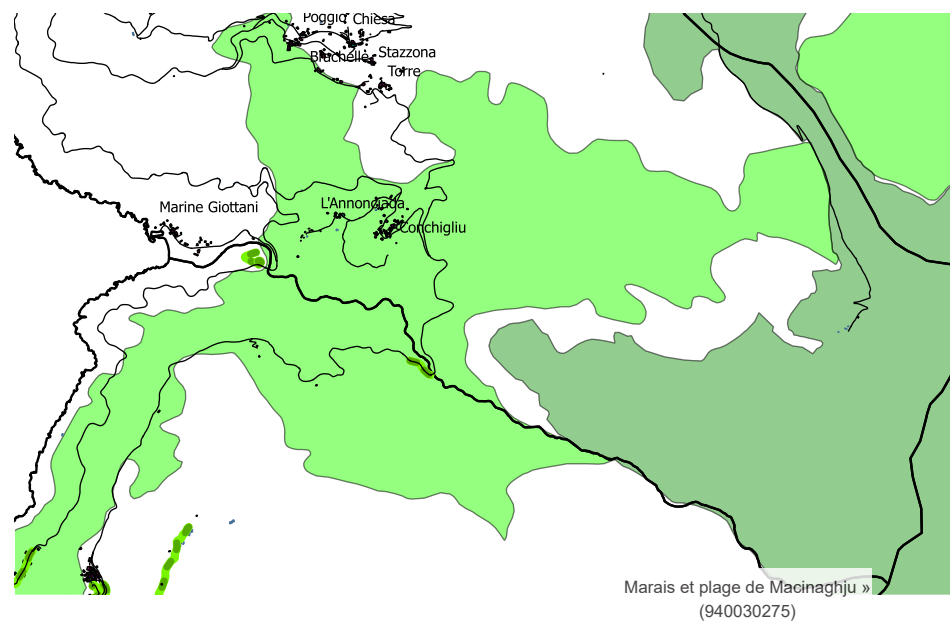 Poggio
Chiesa
Bruchelle
Stazzona
Torre
Marine Giottani
L'Annonciada
Conchigliu
Marais et plage de Macinaghju »
(940030275)